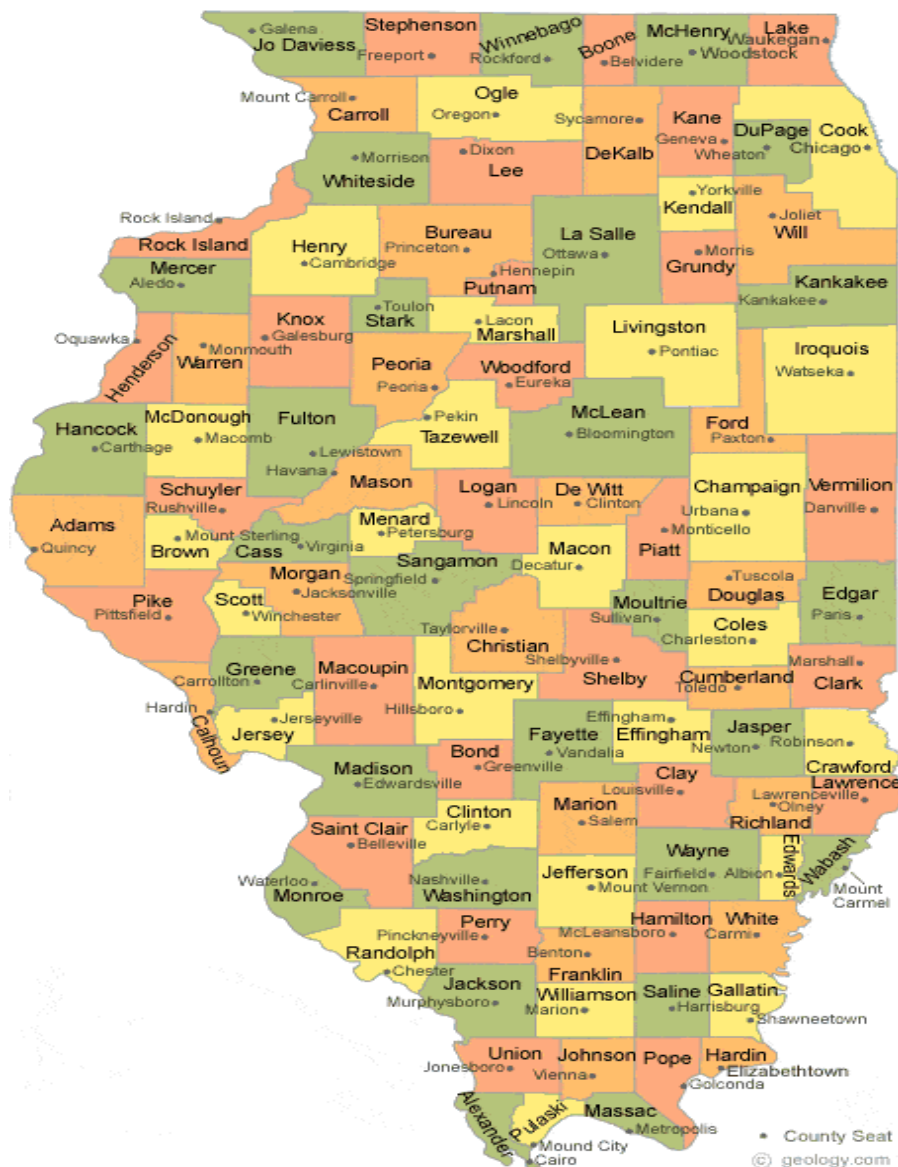 Galena
Jo Daviess
Stephenson
Freeport
Winnebago
Rockford
Boone
Belvidere
McHenry
Woodstock
Lake
Waukegan
Mount Carroll
Carroll
Ogle
Oregon
Sycamore
DeKalb
Kane
Geneva
DuPage
Wheaton
Cook
Chicago
Morrison
Whiteside
Dixon
Lee
Yorkville
Kendall
Joliet
Will
Rock Island
Rock Island
Henry
Cambridge
Bureau
Princeton
La Salle
Ottawa
Morris
Grundy
Mercer
Aledo
Hennepin
Putnam
Kankakee
Kankakee
Oquawka
Henderson
Warren
Monmouth
Knox
Galesburg
Toulon
Stark
Lacon
Marshall
Livingston
Pontiac
Iroquois
Watseka
Peoria
Peoria
Woodford
Eureka
Hancock
Carthage
McDonough
Macomb
Fulton
Lewistown
Havana
Pekin
Tazewell
McLean
Bloomington
Ford
Paxton
Mason
Schuyler
Rushville
Logan
Lincoln
De Witt
Clinton
Champaign
Urbana
Vermilion
Danville
Adams
Quincy
Mount Sterling
Brown
Cass
Virginia
Menard
Petersburg
Monticello
Piatt
Sangamon
Springfield
Macon
Decatur
Morgan
Jacksonville
Pike
Pittsfield
Scott
Winchester
Tuscola
Douglas
Edgar
Paris
Moultrie
Sullivan
Coles
Charleston
Taylorville
Christian
Shelbyville
Shelby
Greene
Carrollton
Macoupin
Carlinville
Montgomery
Hillsboro
Cumberland
Toledo
Marshall
Clark
Hardin
Calhoun
Jerseyville
Jersey
Fayette
Vandalia
Effingham
Effingham
Jasper
Newton
Robinson
Crawford
Madison
Edwardsville
Bond
Greenville
Clay
Louisville
Lawrence
Lawrenceville
Olney
Richland
Clinton
Carlyle
Marion
Salem
Saint Clair
Belleville
Wayne
Fairfield
Albion
Edwards
Wabash
Mount
Carmel
Waterloo
Monroe
Nashville
Washington
Jefferson
Mount Vernon
Randolph
Chester
Perry
Pinckneyville
Hamilton
McLeansboro
White
Carmi
Benton
Franklin
Jackson
Murphysboro
Williamson
Marion
Saline
Harrisburg
Gallatin
Shawneetown
Union
Jonesboro
Johnson
Vienna
Pope
Golconda
Hardin
Elizabethtown
Alexander
Pulaski
Mound City
Cairo
Massac
Metropolis
County Seat
© geology.com